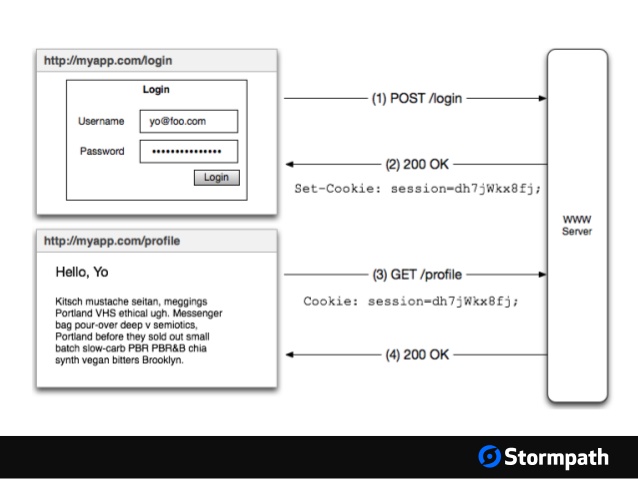 http://myapp.com/login
Login
Username yo@foo.com
Password •••••••••••••••
Login
(1) POST /login
(2) 200 OK
Set-Cookie: session=dh7jWkx8fj;
WWW
Server
http://myapp.com/profile
Hello, Yo
Kitsch mustache seitan, meggings
Portland VHS ethical ugh. Messenger
bag pour-over deep v semiotics,
Portland before they sold out small
batch slow-carb PBR PBR&B chia
synth vegan bitters Brooklyn.
(3) GET /profile
Cookie: session=dh7jWkx8fj;
(4) 200 OK
Stormpath